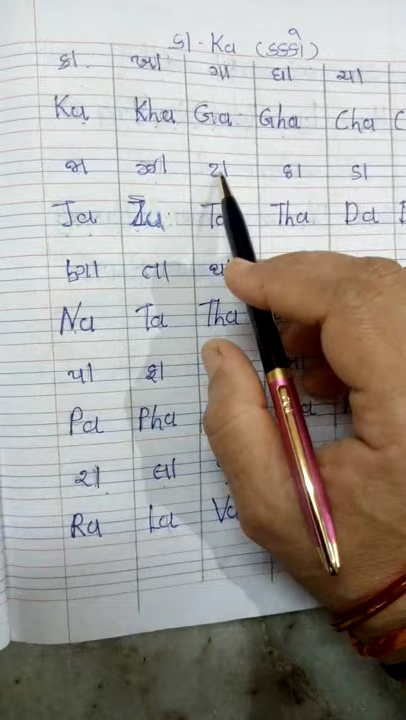 ડા - Ka (કક્કો)
કા. ખા ગા ઘા ચા
Ka Kha Ga Gha Cha
જા ઝા ટા ઠા ડા
Ja Zu Ta Tha Da
ણા તા થા
Na Ta Tha
પા ફા
Pa Pha
રા લા
Ra La Va